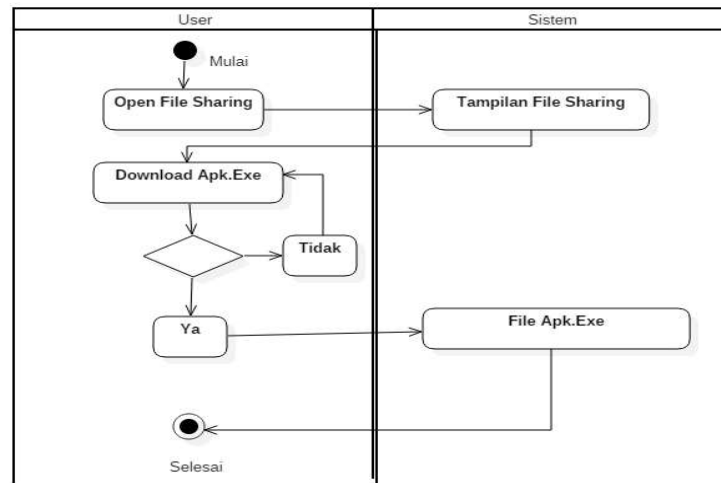 User
Sistem
Mulai
Open File Sharing
Tampilan File Sharing
Download Apk.Exe
Tidak
Ya
File Apk.Exe
Selesai